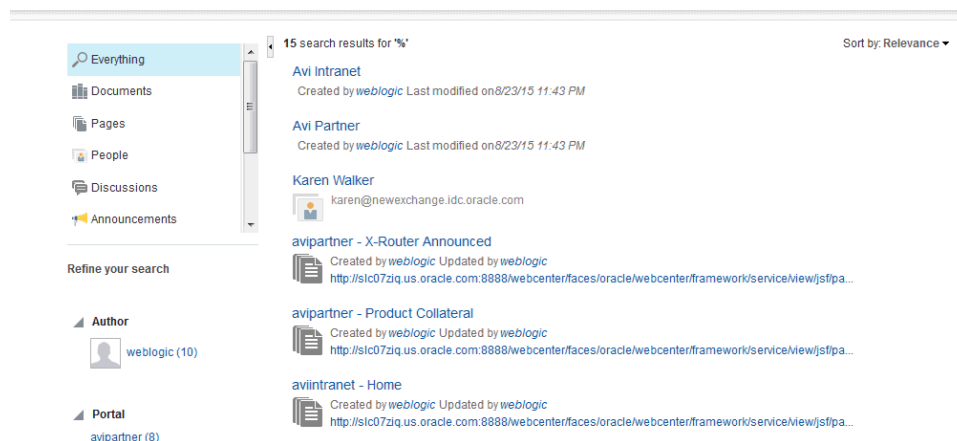 Everything
Documents
Pages
People
Discussions
Announcements
Refine your search
Author
weblogic (10)
Portal
avipartner (8)
15 search results for '%'
Sort by: Relevance
Avi Intranet
Created by weblogic Last modified on 8/23/15 11:43 PM
Avi Partner
Created by weblogic Last modified on 8/23/15 11:43 PM
Karen Walker
karen@newexchange.idc.oracle.com
avipartner - X-Router Announced
Created by weblogic Updated by weblogic
http://slc07ziq.us.oracle.com:8888/webcenter/faces/oracle/webcenter/framework/service/view/jsf/pa...
avipartner - Product Collateral
Created by weblogic Updated by weblogic
http://slc07ziq.us.oracle.com:8888/webcenter/faces/oracle/webcenter/framework/service/view/jsf/pa...
aviintranet - Home
Created by weblogic Updated by weblogic
http://slc07ziq.us.oracle.com:8888/webcenter/faces/oracle/webcenter/framework/service/view/jsf/pa...